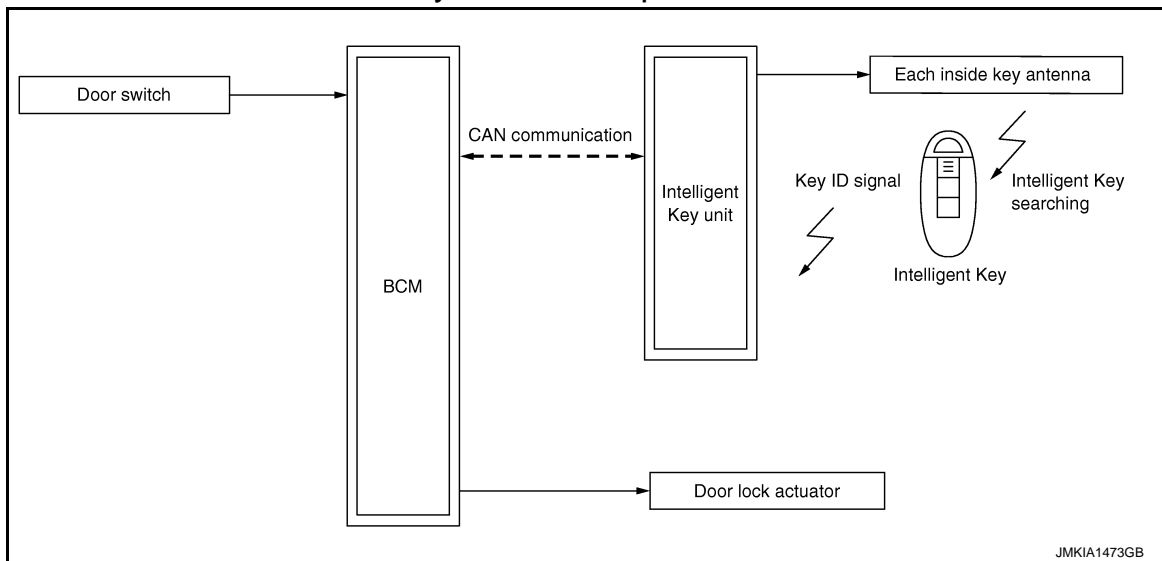 Door switch
BCM
CAN communication
Intelligent
Key unit
Each inside key antenna
Key ID signal
Intelligent Key
searching
Intelligent Key
Door lock actuator
JMKIA1473GB